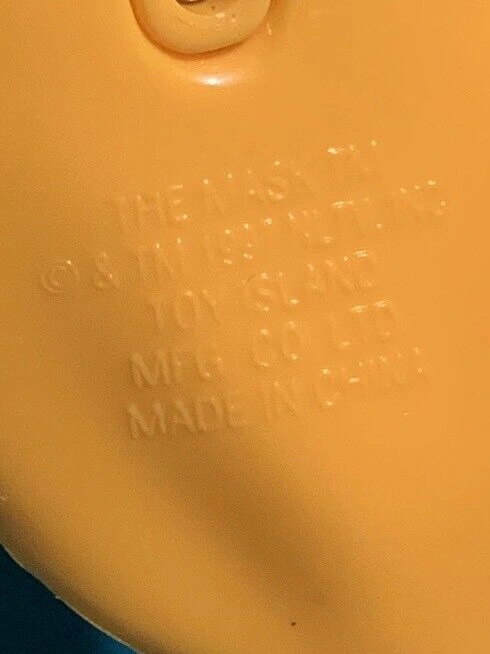 THE MASK TM
© & TM
TOY ISLAND
MFG CO LTD
MADE IN CHINA